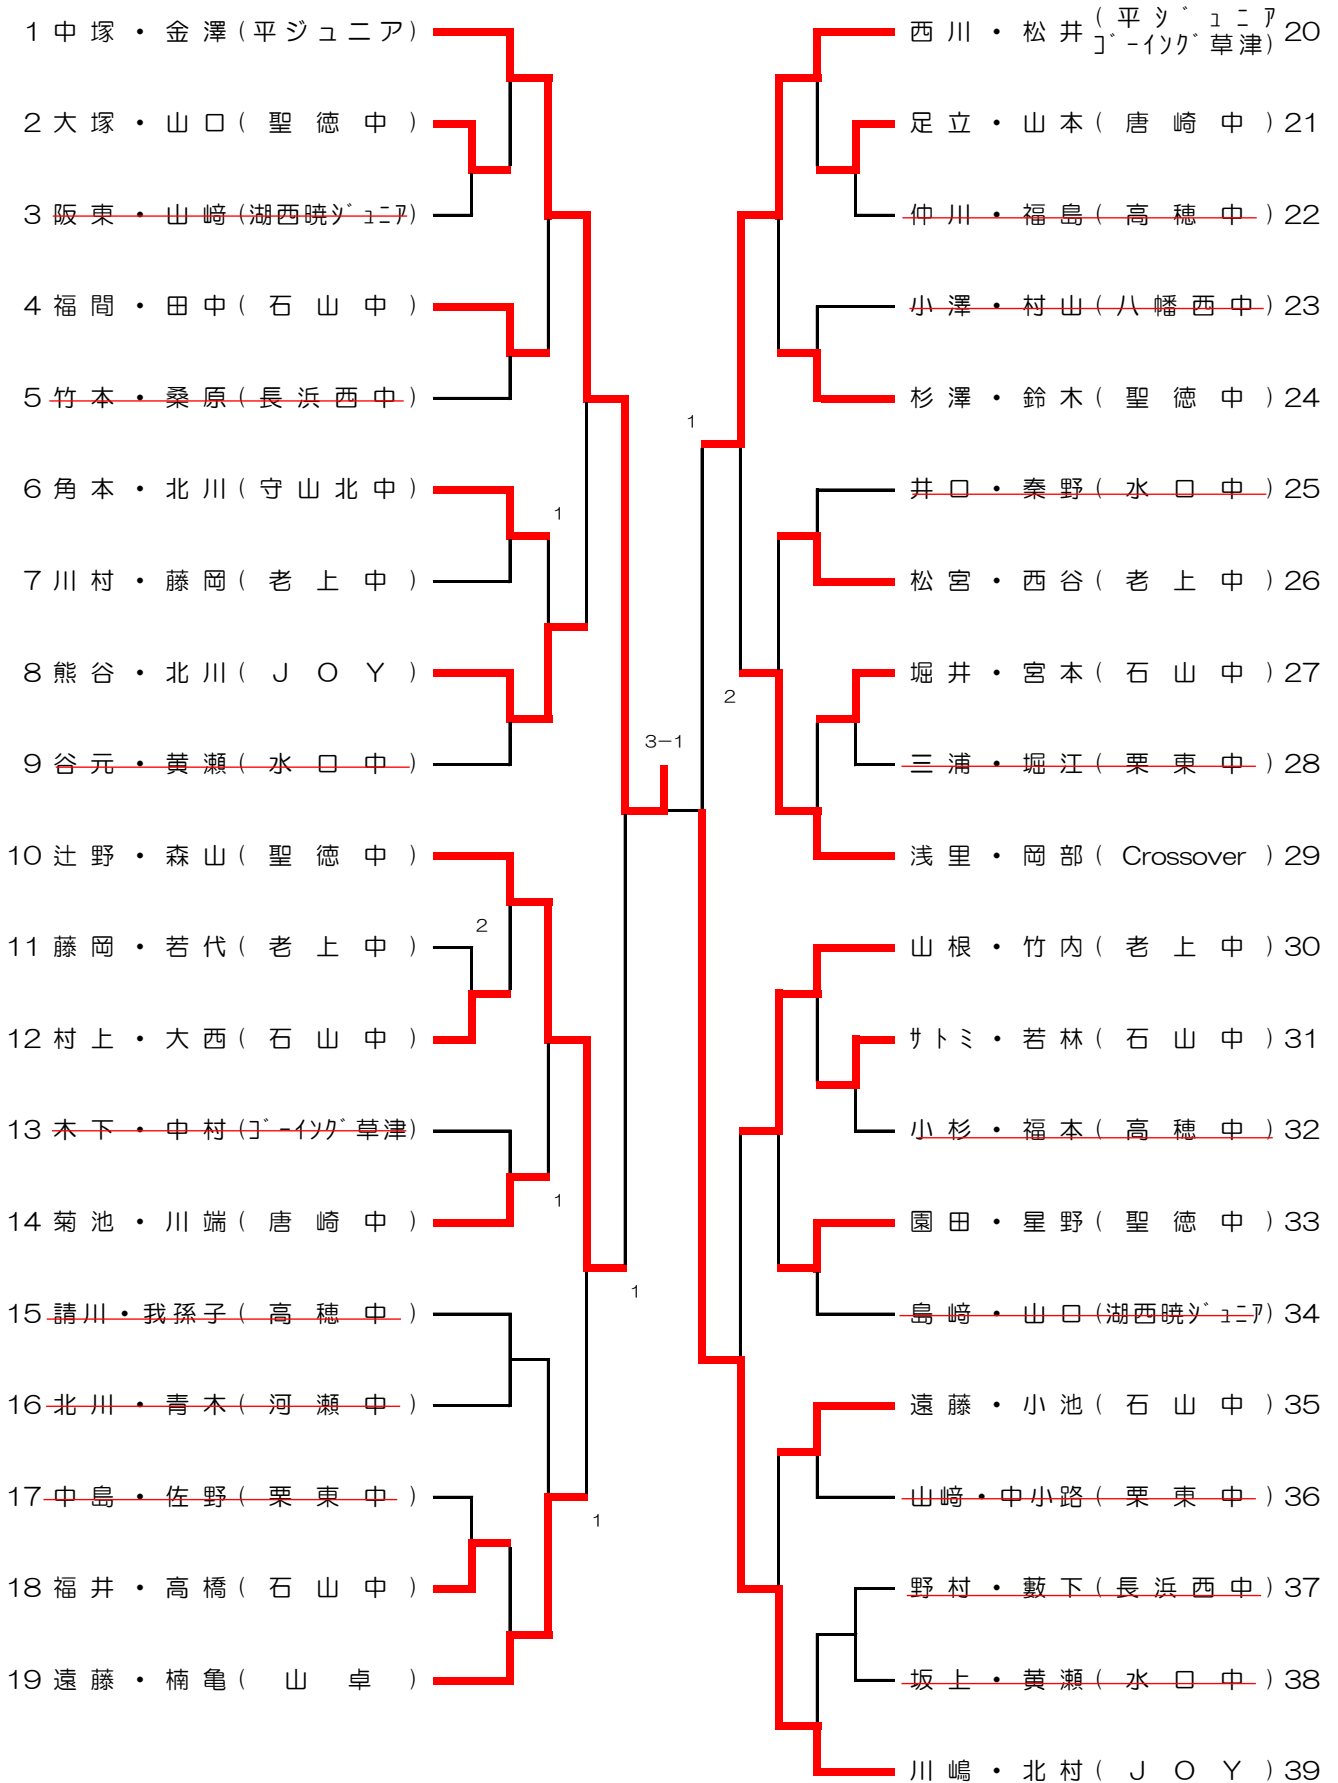 1 中塚・金澤(平ジュニア)
2 大塚・山口(聖徳中)
3 阪東・山﨑(湖西暁ｼﾞｭﾆｱ)
4 福間・田中(石山中)
5 竹本・桑原(長浜西中)
6 角本・北川(守山北中)
1
7 川村・藤岡(老上中)
8 熊谷・北川(JOY)
9 谷元・黄瀬(水口中)
10 辻野・森山(聖徳中)
2
11 藤岡・若代(老上中)
12 村上・大西(石山中)
13 木下・中村(ｺﾞｰｲﾝｸﾞ草津)
1
14 菊池・川端(唐崎中)
1
15 請川・我孫子(高穂中)
16 北川・青木(河瀬中)
17 中島・佐野(栗東中)
1
18 福井・高橋(石山中)
19 遠藤・楠亀(山卓)
3−1
西川・松井(平ｼﾞｭﾆｱ
ｺﾞｰｲﾝｸﾞ草津) 20
足立・山本(唐崎中) 21
仲川・福島(高穂中) 22
小澤・村山(八幡西中) 23
杉澤・鈴木(聖徳中) 24
1
井口・秦野(水口中) 25
松宮・西谷(老上中) 26
堀井・宮本(石山中) 27
2
三浦・堀江(栗東中) 28
浅里・岡部(Crossover) 29
山根・竹内(老上中) 30
ｻﾄﾐ・若林(石山中) 31
小杉・福本(高穂中) 32
園田・星野(聖徳中) 33
島﨑・山口(湖西暁ｼﾞｭﾆｱ) 34
遠藤・小池(石山中) 35
山﨑・中小路(栗東中) 36
野村・藪下(長浜西中) 37
坂上・黄瀬(水口中) 38
川嶋・北村(JOY) 39